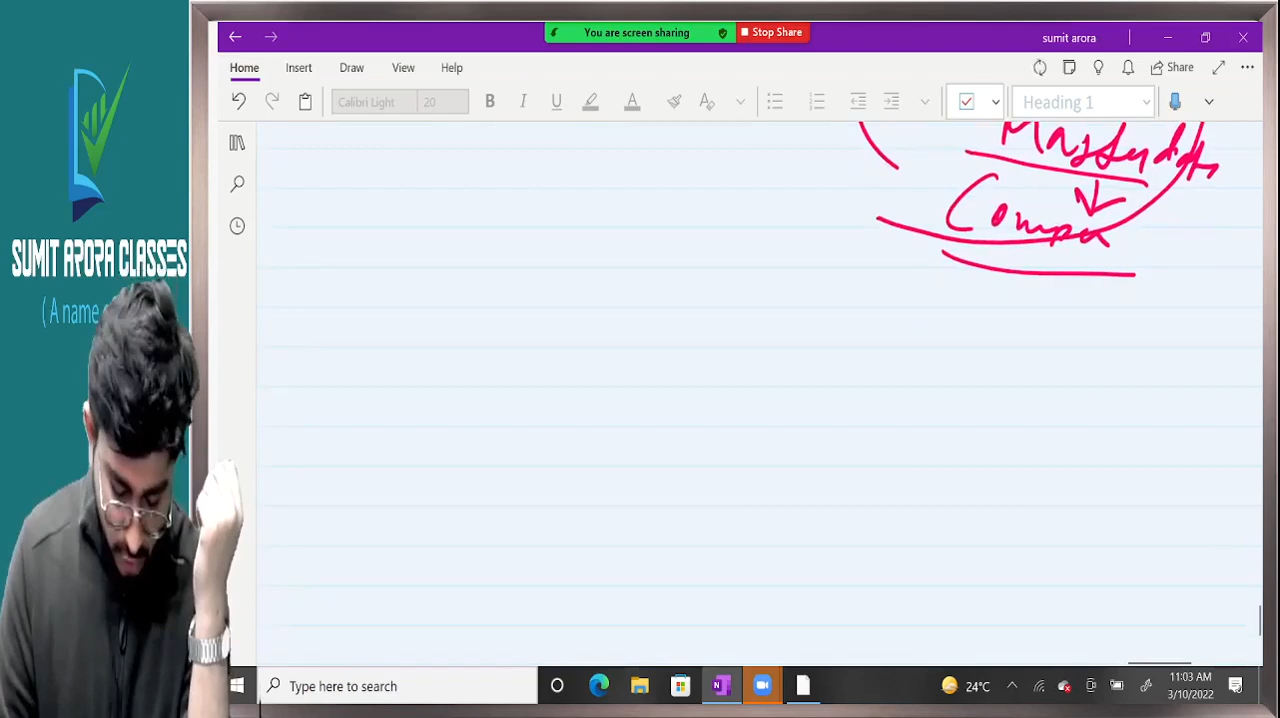 You are screen sharing
Stop Share
sumit arora
Home Insert Draw View Help
Share
Calibri Light 20 B I U A Heading 1
SUMIT ARORA CLASSES
( A name
Compa
Type here to search
24°C
11:03 AM
3/10/2022